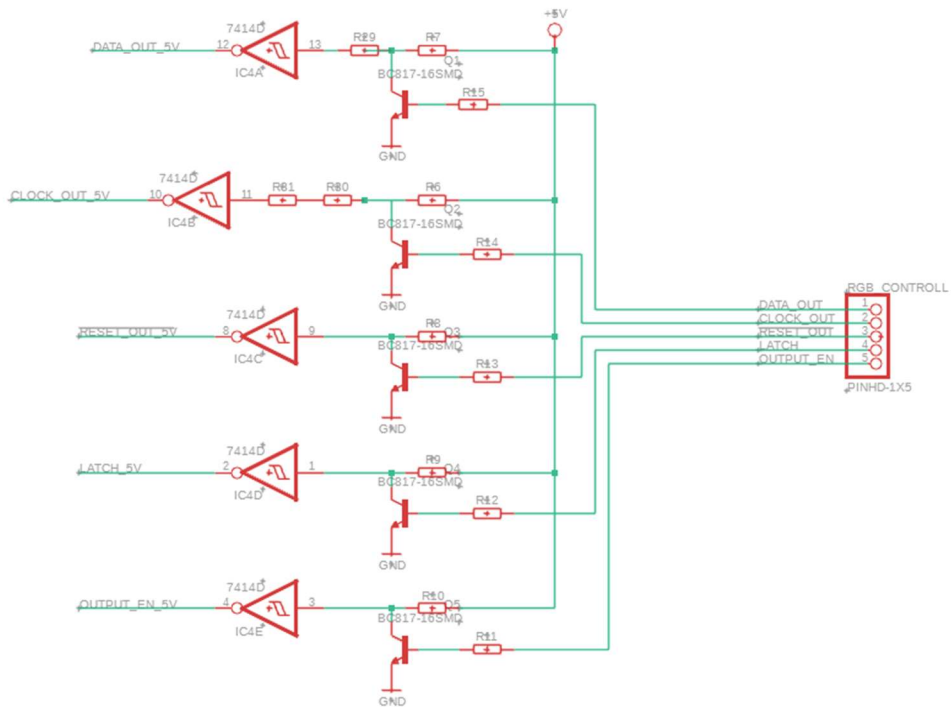 +5V
7414D
DATA_OUT_5V
12
13
R29
R7
IC4A
Q1
BC817-16SMD
R15
GND
7414D
CLOCK_OUT_5V
10
11
R31
R30
R6
IC4B
Q2
BC817-16SMD
R14
GND
RGB_CONTROLL
DATA_OUT
1
CLOCK_OUT
2
RESET_OUT
3
LATCH
4
OUTPUT_EN
5
PINHD-1X5
7414D
RESET_OUT_5V
8
9
R8
IC4C
Q3
BC817-16SMD
R13
GND
7414D
LATCH_5V
2
1
R9
IC4D
Q4
BC817-16SMD
R12
GND
7414D
OUTPUT_EN_5V
4
3
R10
IC4E
Q5
BC817-16SMD
R11
GND